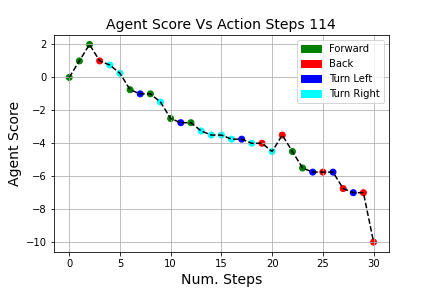 Agent Score Vs Action Steps 114
Agent Score
2
0
−2
−4
−6
−8
−10
Forward
Back
Turn Left
Turn Right
0 5 10 15 20 25 30
Num. Steps